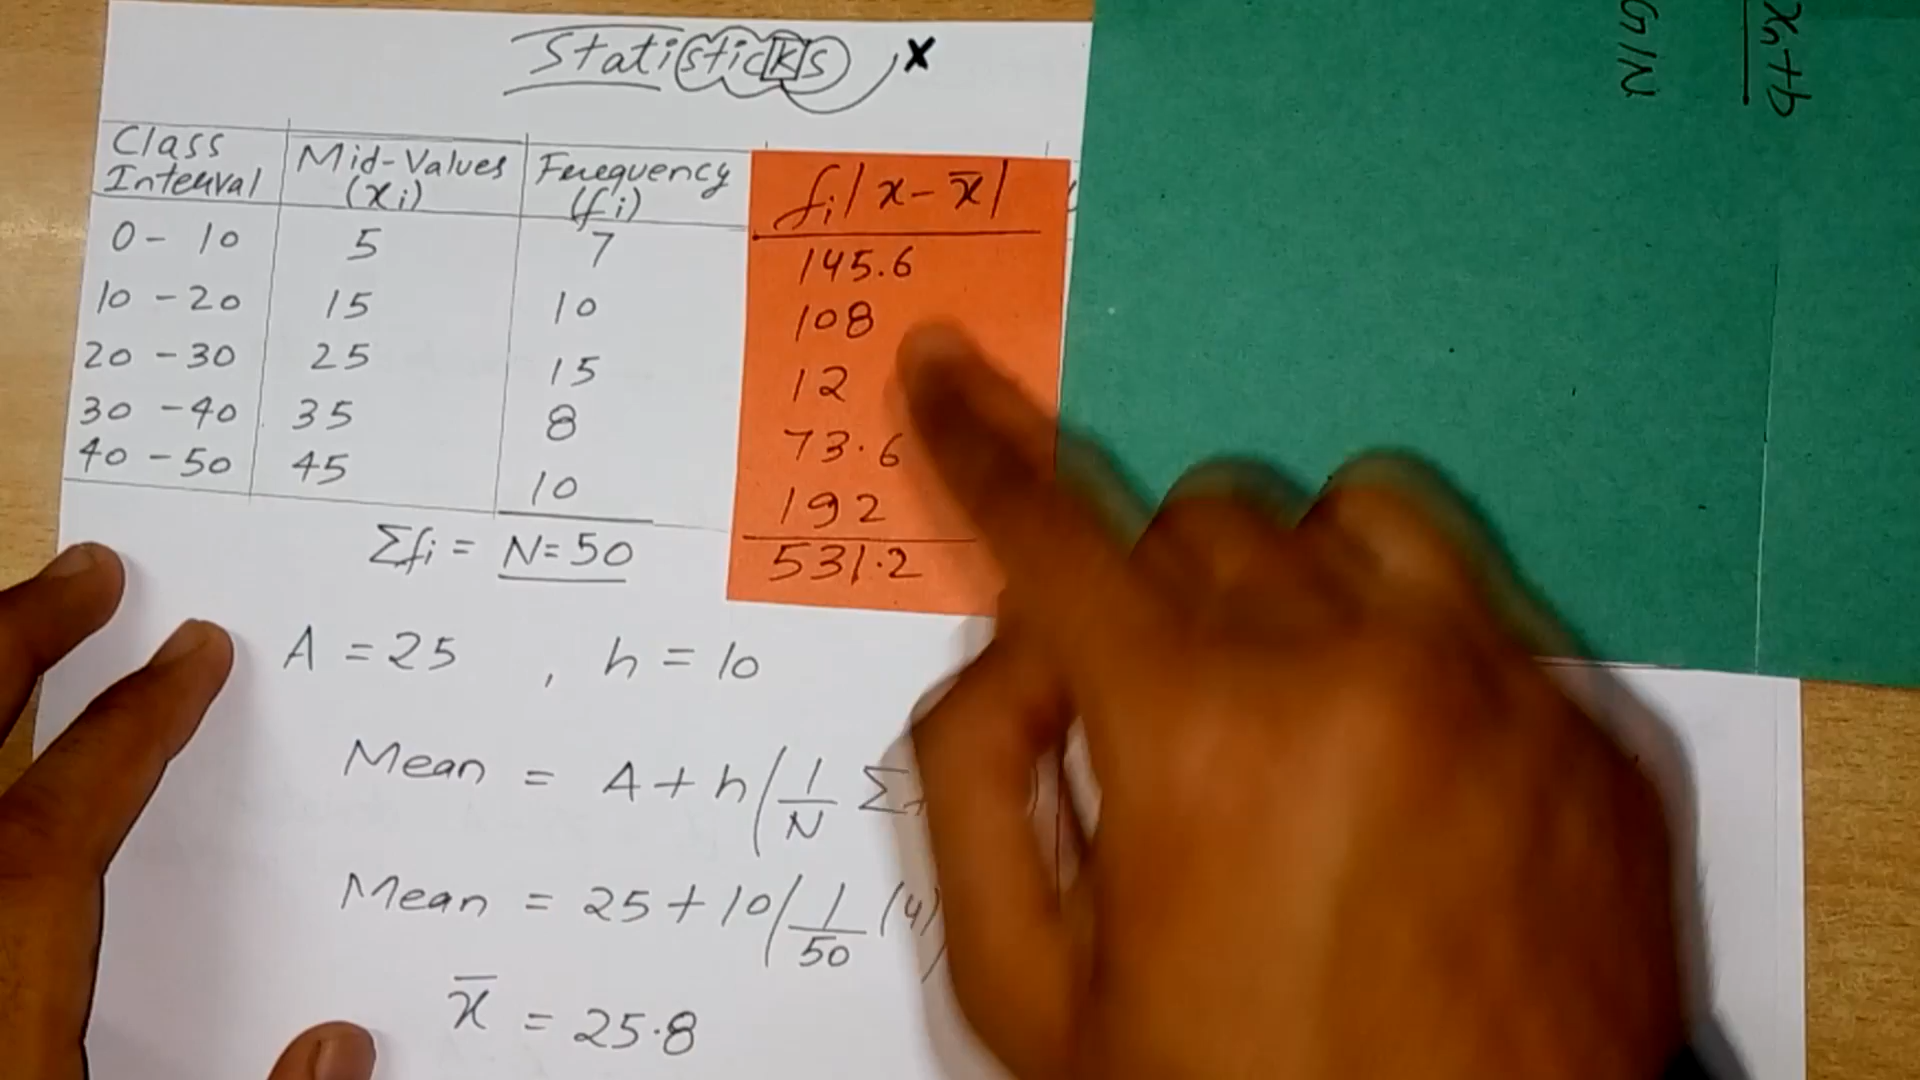 Statisticks x
Class Interval Mid-Values (xi) Frequency (fi) fi|x-x̄|
0 - 10 5 7 145.6
10 - 20 15 10 108
20 - 30 25 15 12
30 - 40 35 8 73.6
40 - 50 45 10 192
Σfi = N=50 531.2
A = 25 , h = 10
Mean = A + h(1/N Σ
Mean = 25 + 10(1/50 (4)
x̄ = 25.8